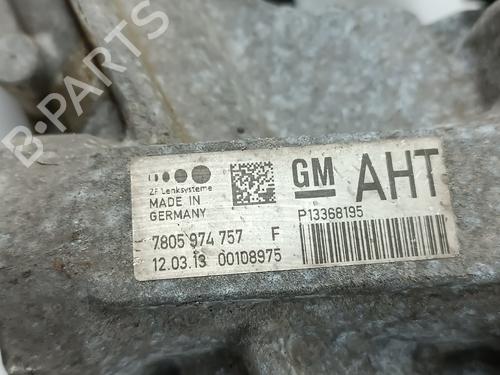 B-PARTS
ZF Lenksysteme
MADE IN
GERMANY
GM AHT
P13368195
7805 974 757 F
12.03.13 00108975